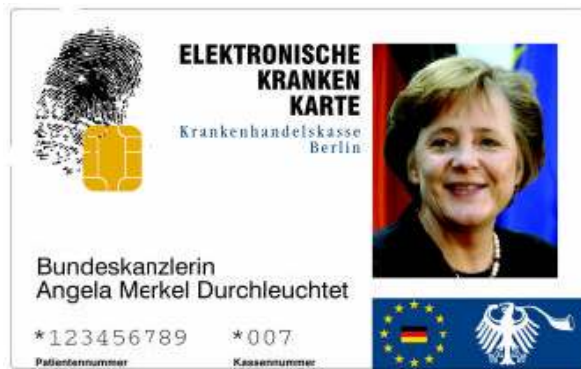 ELEKTRONISCHE
KRANKEN
KARTE
Krankenhandelskasse
Berlin
Bundeskanzlerin
Angela Merkel Durchleuchtet
*123456789 *007
Patientennummer Kassennummer